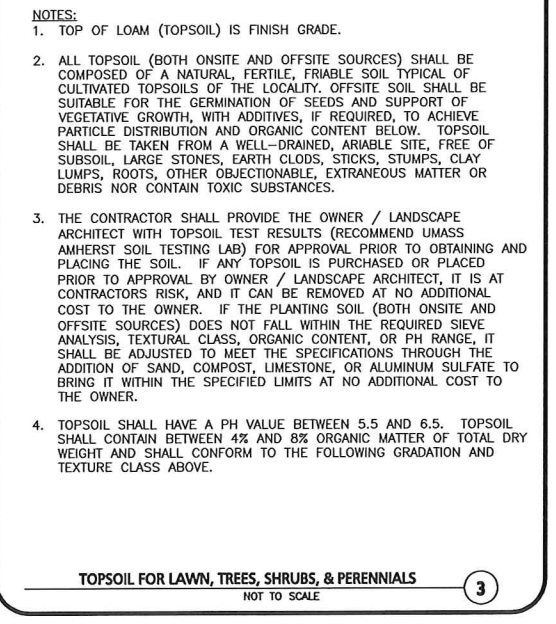 NOTES:
1. TOP OF LOAM (TOPSOIL) IS FINISH GRADE.
2. ALL TOPSOIL (BOTH ONSITE AND OFFSITE SOURCES) SHALL BE
COMPOSED OF A NATURAL, FERTILE, FRIABLE SOIL TYPICAL OF
CULTIVATED TOPSOILS OF THE LOCALITY. OFFSITE SOIL SHALL BE
SUITABLE FOR THE GERMINATION OF SEEDS AND SUPPORT OF
VEGETATIVE GROWTH, WITH ADDITIVES, IF REQUIRED, TO ACHIEVE
PARTICLE DISTRIBUTION AND ORGANIC CONTENT BELOW. TOPSOIL
SHALL BE TAKEN FROM A WELL-DRAINED, ARIABLE SITE, FREE OF
SUBSOIL, LARGE STONES, EARTH CLODS, STICKS, STUMPS, CLAY
LUMPS, ROOTS, OTHER OBJECTIONABLE, EXTRANEOUS MATTER OR
DEBRIS NOR CONTAIN TOXIC SUBSTANCES.
3. THE CONTRACTOR SHALL PROVIDE THE OWNER / LANDSCAPE
ARCHITECT WITH TOPSOIL TEST RESULTS (RECOMMEND UMASS
AMHERST SOIL TESTING LAB) FOR APPROVAL PRIOR TO OBTAINING AND
PLACING THE SOIL. IF ANY TOPSOIL IS PURCHASED OR PLACED
PRIOR TO APPROVAL BY OWNER / LANDSCAPE ARCHITECT, IT IS AT
CONTRACTORS RISK, AND IT CAN BE REMOVED AT NO ADDITIONAL
COST TO THE OWNER. IF THE PLANTING SOIL (BOTH ONSITE AND
OFFSITE SOURCES) DOES NOT FALL WITHIN THE REQUIRED SIEVE
ANALYSIS, TEXTURAL CLASS, ORGANIC CONTENT, OR PH RANGE, IT
SHALL BE ADJUSTED TO MEET THE SPECIFICATIONS THROUGH THE
ADDITION OF SAND, COMPOST, LIMESTONE, OR ALUMINUM SULFATE TO
BRING IT WITHIN THE SPECIFIED LIMITS AT NO ADDITIONAL COST TO
THE OWNER.
4. TOPSOIL SHALL HAVE A PH VALUE BETWEEN 5.5 AND 6.5. TOPSOIL
SHALL CONTAIN BETWEEN 4% AND 8% ORGANIC MATTER OF TOTAL DRY
WEIGHT AND SHALL CONFORM TO THE FOLLOWING GRADATION AND
TEXTURE CLASS ABOVE.
TOPSOIL FOR LAWN, TREES, SHRUBS, & PERENNIALS
NOT TO SCALE
3